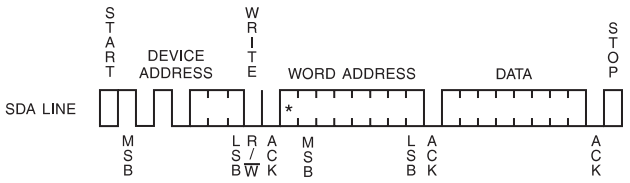 START
DEVICE
ADDRESS
WRITE
WORD ADDRESS
DATA
STOP
SDA LINE
*
MSB
LSB
R/W̅
ACK
MSB
LSB
ACK
ACK